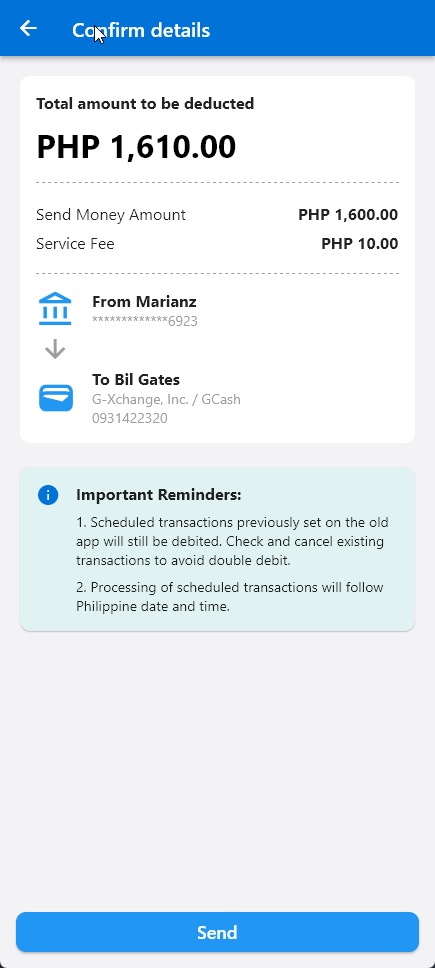 Confirm details
Total amount to be deducted
PHP 1,610.00
Send Money Amount PHP 1,600.00
Service Fee PHP 10.00
From Marianz
*************6923
To Bil Gates
G-Xchange, Inc. / GCash
0931422320
Important Reminders:
1. Scheduled transactions previously set on the old
app will still be debited. Check and cancel existing
transactions to avoid double debit.
2. Processing of scheduled transactions will follow
Philippine date and time.
Send